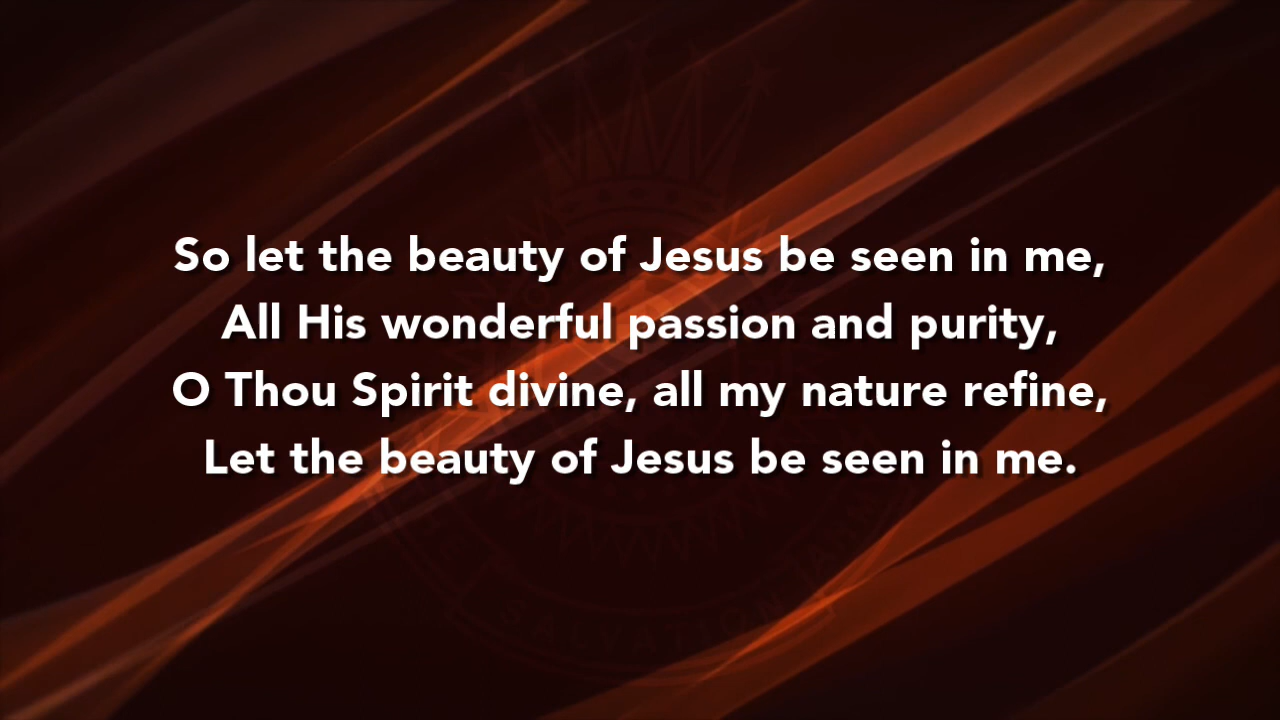 So let the beauty of Jesus be seen in me,
All His wonderful passion and purity,
O Thou Spirit divine, all my nature refine,
Let the beauty of Jesus be seen in me.